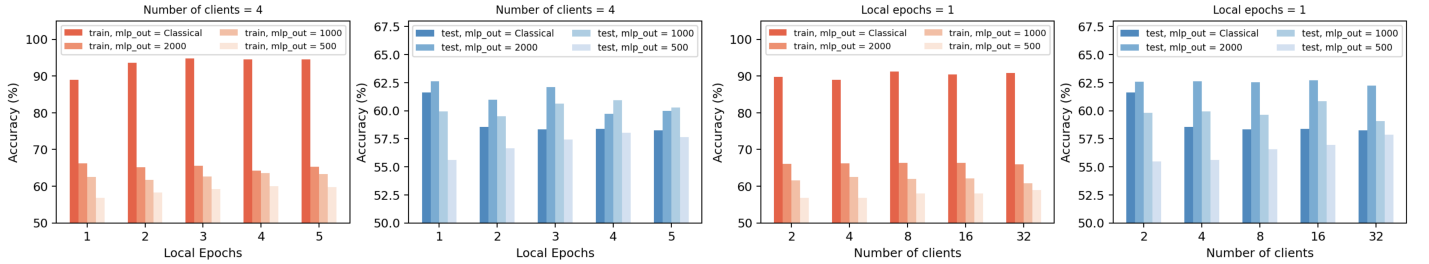 Number of clients = 4
train, mlp_out = Classical
train, mlp_out = 2000
train, mlp_out = 1000
train, mlp_out = 500
100
90
80
70
60
50
Accuracy (%)
1 2 3 4 5
Local Epochs
Number of clients = 4
test, mlp_out = Classical
test, mlp_out = 2000
test, mlp_out = 1000
test, mlp_out = 500
67.5
65.0
62.5
60.0
57.5
55.0
52.5
50.0
Accuracy (%)
1 2 3 4 5
Local Epochs
Local epochs = 1
train, mlp_out = Classical
train, mlp_out = 2000
train, mlp_out = 1000
train, mlp_out = 500
100
90
80
70
60
50
Accuracy (%)
2 4 8 16 32
Number of clients
Local epochs = 1
test, mlp_out = Classical
test, mlp_out = 2000
test, mlp_out = 1000
test, mlp_out = 500
67.5
65.0
62.5
60.0
57.5
55.0
52.5
50.0
Accuracy (%)
2 4 8 16 32
Number of clients